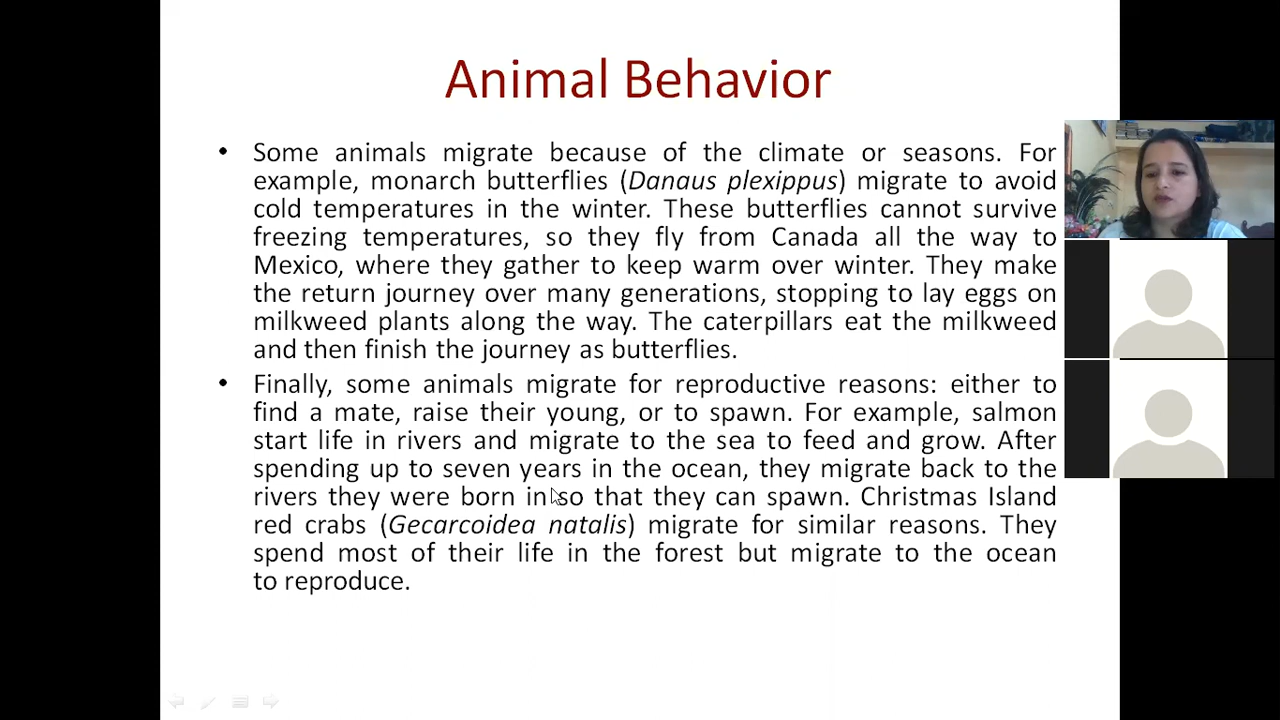 Animal Behavior
• Some animals migrate because of the climate or seasons. For
example, monarch butterflies (Danaus plexippus) migrate to avoid
cold temperatures in the winter. These butterflies cannot survive
freezing temperatures, so they fly from Canada all the way to
Mexico, where they gather to keep warm over winter. They make
the return journey over many generations, stopping to lay eggs on
milkweed plants along the way. The caterpillars eat the milkweed
and then finish the journey as butterflies.
• Finally, some animals migrate for reproductive reasons: either to
find a mate, raise their young, or to spawn. For example, salmon
start life in rivers and migrate to the sea to feed and grow. After
spending up to seven years in the ocean, they migrate back to the
rivers they were born in so that they can spawn. Christmas Island
red crabs (Gecarcoidea natalis) migrate for similar reasons. They
spend most of their life in the forest but migrate to the ocean
to reproduce.